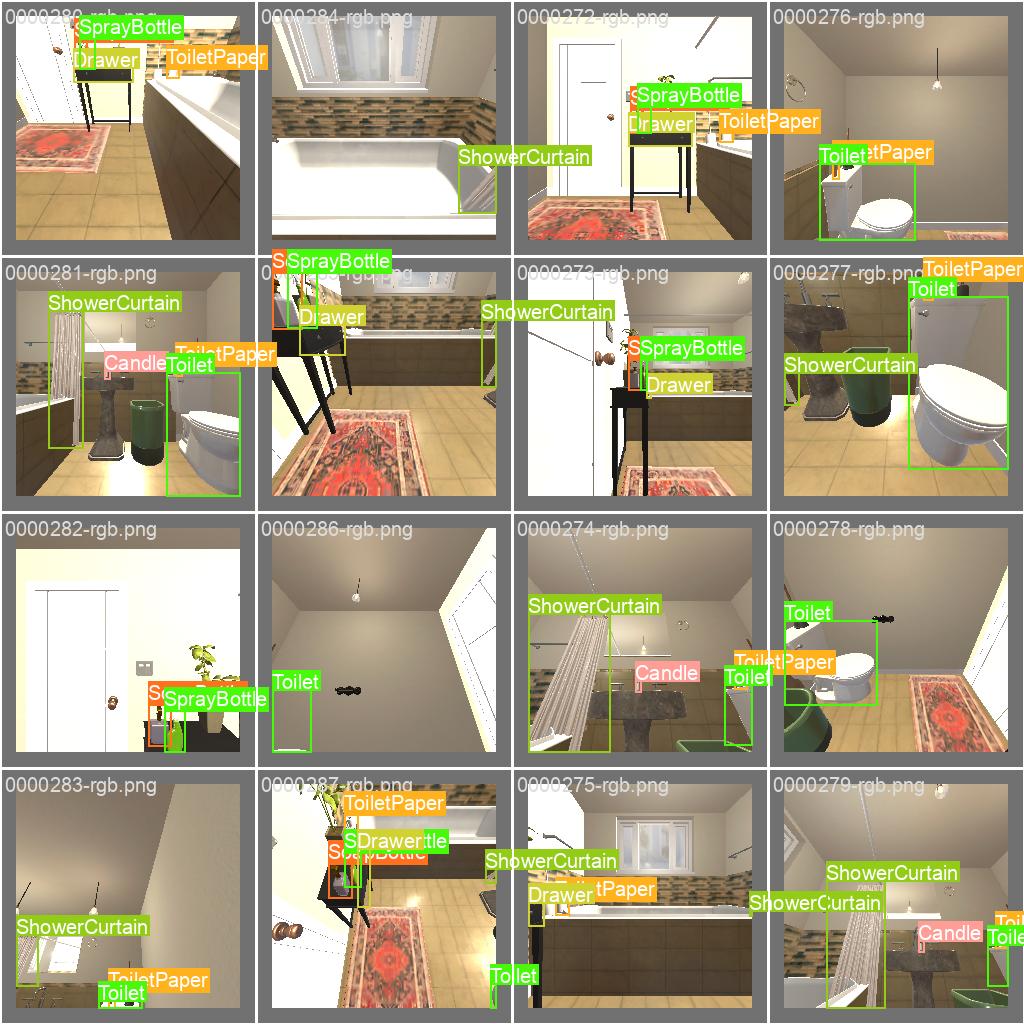 0000280-rgb.png
SprayBottle
Drawer
ToiletPaper
0000284-rgb.png
ShowerCurtain
0000272-rgb.png
SprayBottle
Drawer
ToiletPaper
0000276-rgb.png
Toilet
ToiletPaper
0000281-rgb.png
ShowerCurtain
Candle
ToiletPaper
Toilet
SprayBottle
Drawer
ShowerCurtain
0000273-rgb.png
SprayBottle
Drawer
0000277-rgb.png
ToiletPaper
Toilet
ShowerCurtain
0000282-rgb.png
SprayBottle
0000286-rgb.png
Toilet
0000274-rgb.png
ShowerCurtain
Candle
ToiletPaper
Toilet
0000278-rgb.png
Toilet
ToiletPaper
0000283-rgb.png
ShowerCurtain
ToiletPaper
Toilet
0000287-rgb.png
ToiletPaper
Drawer
SoapBottle
ShowerCurtain
Toilet
0000275-rgb.png
Drawer
ToiletPaper
ShowerCurtain
0000279-rgb.png
ShowerCurtain
Candle
Toilet